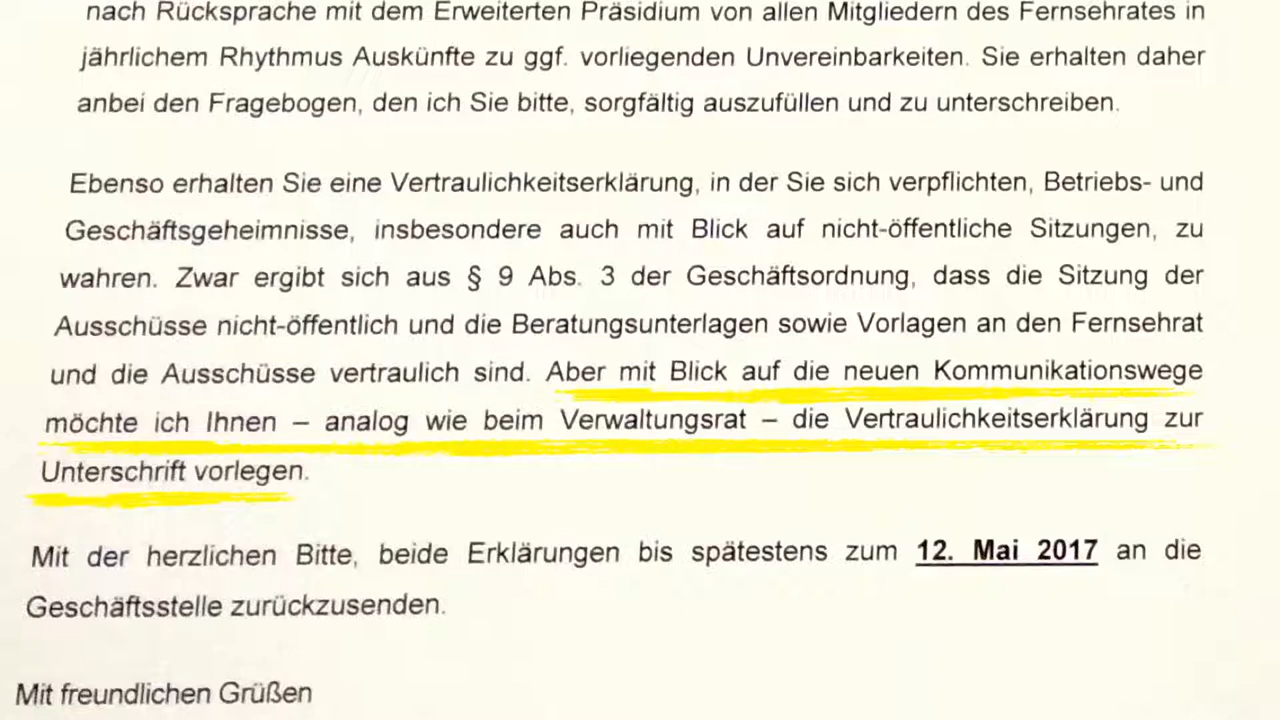 nach Rücksprache mit dem Erweiterten Präsidium von allen Mitgliedern des Fernsehrates in
jährlichem Rhythmus Auskünfte zu ggf. vorliegenden Unvereinbarkeiten. Sie erhalten daher
anbei den Fragebogen, den ich Sie bitte, sorgfältig auszufüllen und zu unterschreiben.
Ebenso erhalten Sie eine Vertraulichkeitserklärung, in der Sie sich verpflichten, Betriebs- und
Geschäftsgeheimnisse, insbesondere auch mit Blick auf nicht-öffentliche Sitzungen, zu
wahren. Zwar ergibt sich aus § 9 Abs. 3 der Geschäftsordnung, dass die Sitzung der
Ausschüsse nicht-öffentlich und die Beratungsunterlagen sowie Vorlagen an den Fernsehrat
und die Ausschüsse vertraulich sind. Aber mit Blick auf die neuen Kommunikationswege
möchte ich Ihnen – analog wie beim Verwaltungsrat – die Vertraulichkeitserklärung zur
Unterschrift vorlegen.
Mit der herzlichen Bitte, beide Erklärungen bis spätestens zum 12. Mai 2017 an die
Geschäftsstelle zurückzusenden.
Mit freundlichen Grüßen